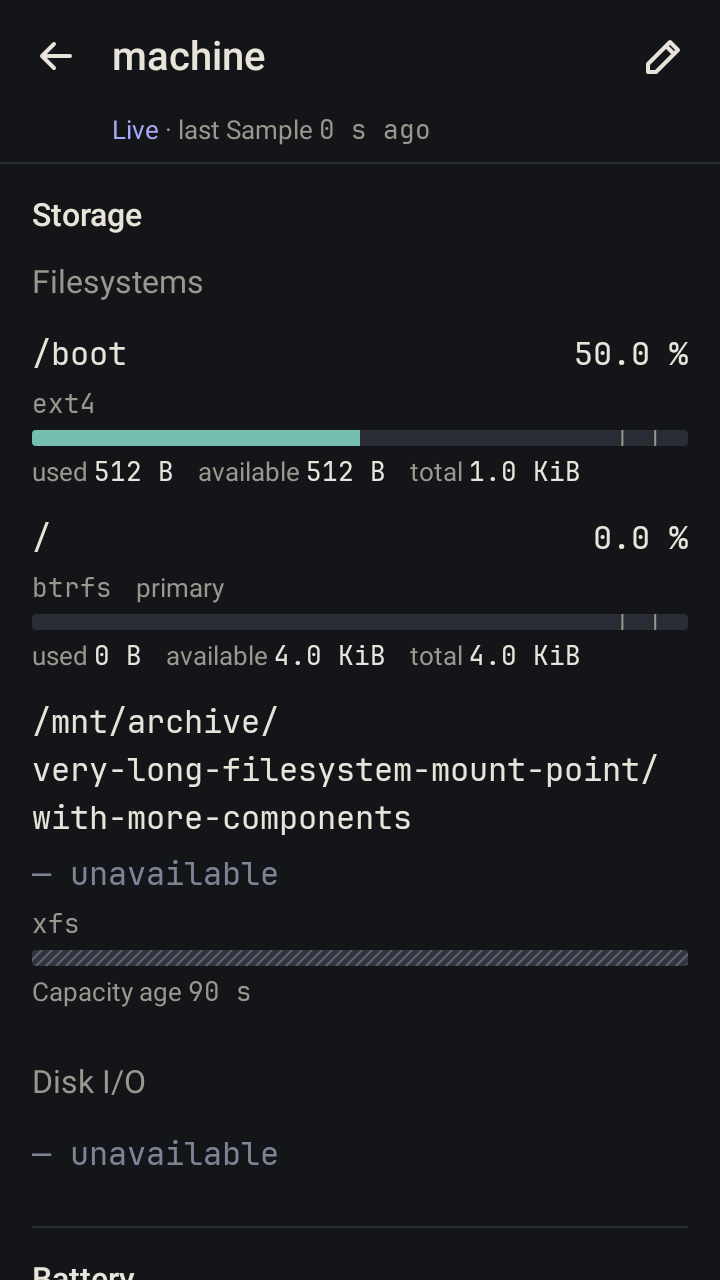 machine
Live · last Sample 0 s ago
Storage
Filesystems
/boot 50.0 %
ext4
used 512 B available 512 B total 1.0 KiB
/ 0.0 %
btrfs primary
used 0 B available 4.0 KiB total 4.0 KiB
/mnt/archive/
very-long-filesystem-mount-point/
with-more-components
— unavailable
xfs
Capacity age 90 s
Disk I/O
— unavailable
Battery